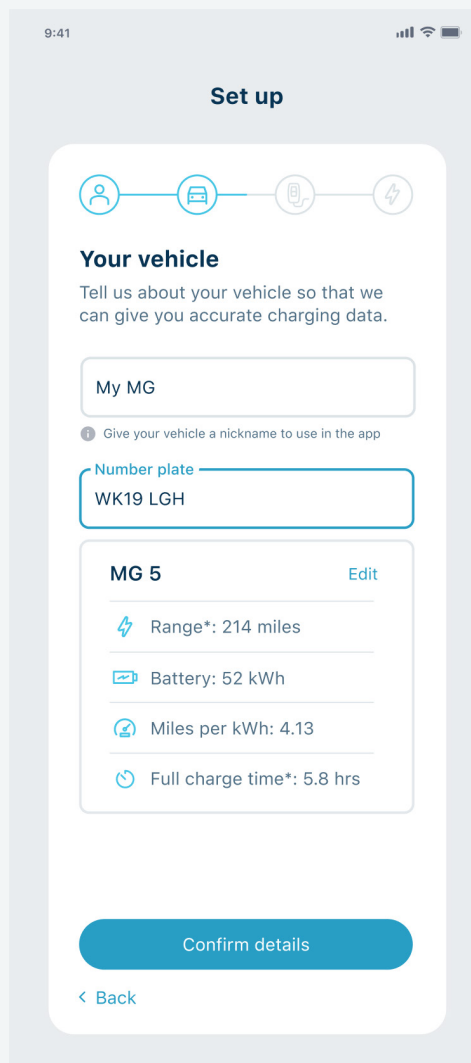 9:41
Set up
Your vehicle
Tell us about your vehicle so that we
can give you accurate charging data.
My MG
Give your vehicle a nickname to use in the app
Number plate
WK19 LGH
MG 5
Edit
Range*: 214 miles
Battery: 52 kWh
Miles per kWh: 4.13
Full charge time*: 5.8 hrs
Confirm details
< Back